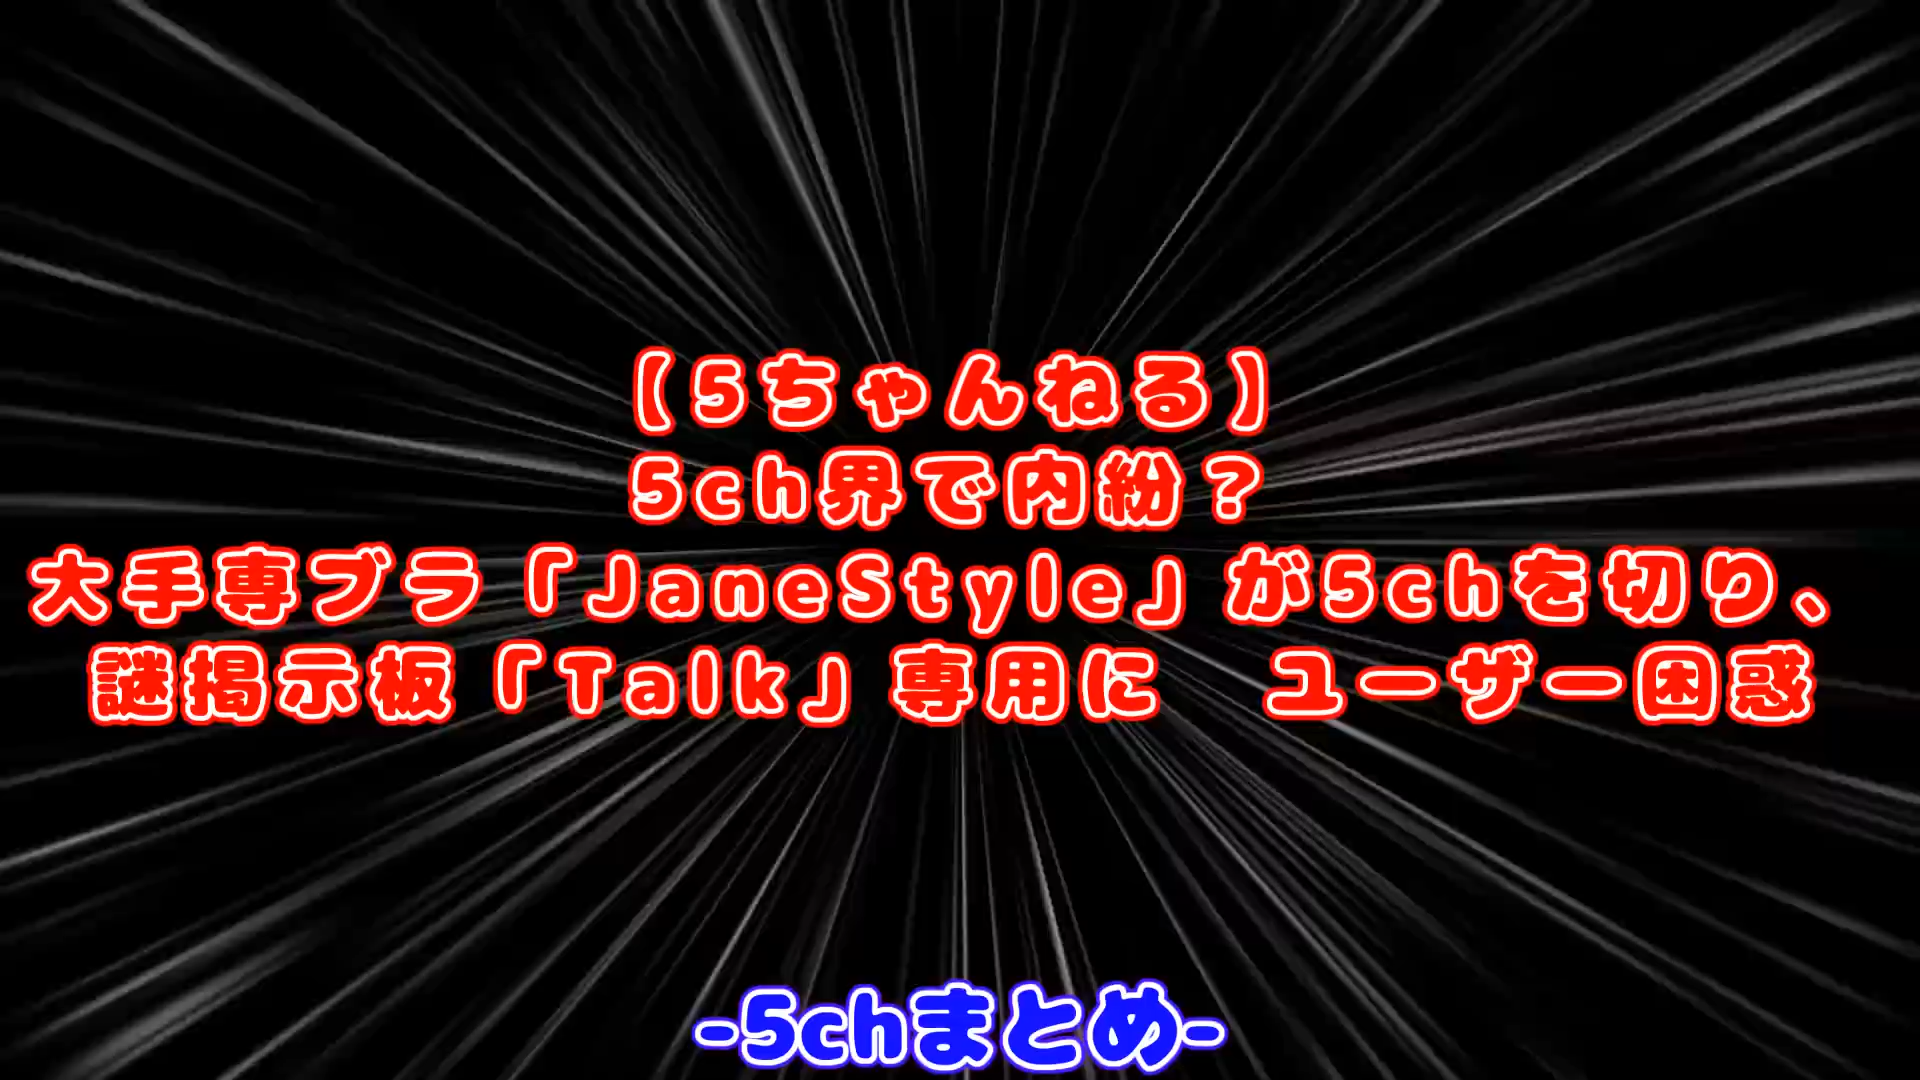 【5ちゃんねる】
5ch界で内紛？
大手専ブラ「JaneStyle」が5chを切り、
謎掲示板「Talk」専用に　ユーザー困惑
-5chまとめ-